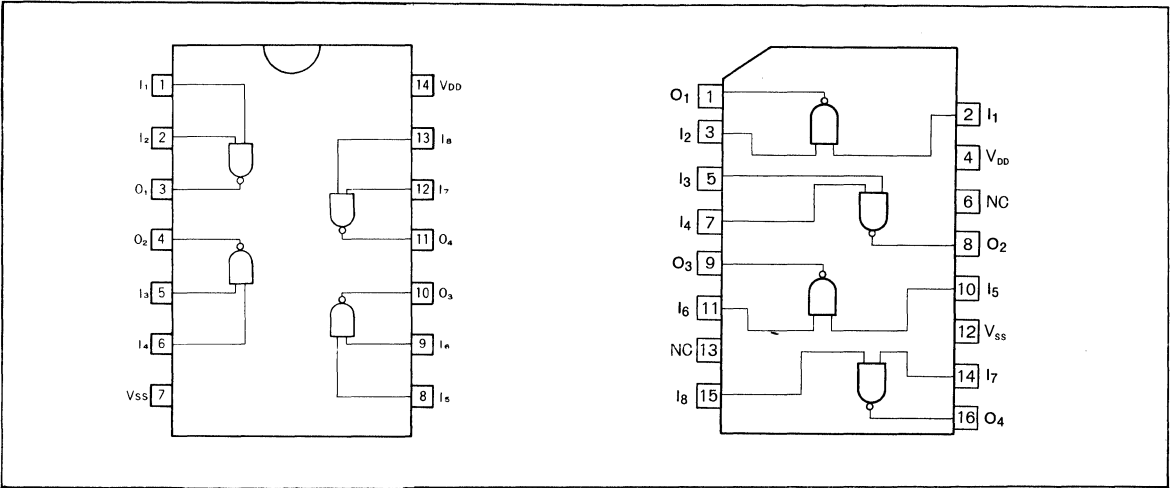 I₁ 1
I₂ 2
O₁ 3
O₂ 4
I₃ 5
I₄ 6
VSS 7
14 VDD
13 I₈
12 I₇
11 O₄
10 O₃
9 I₆
8 I₅
O₁ 1
I₂ 3
I₃ 5
I₄ 7
O₃ 9
I₆ 11
NC 13
I₈ 15
2 I₁
4 VDD
6 NC
8 O₂
10 I₅
12 Vss
14 I₇
16 O₄